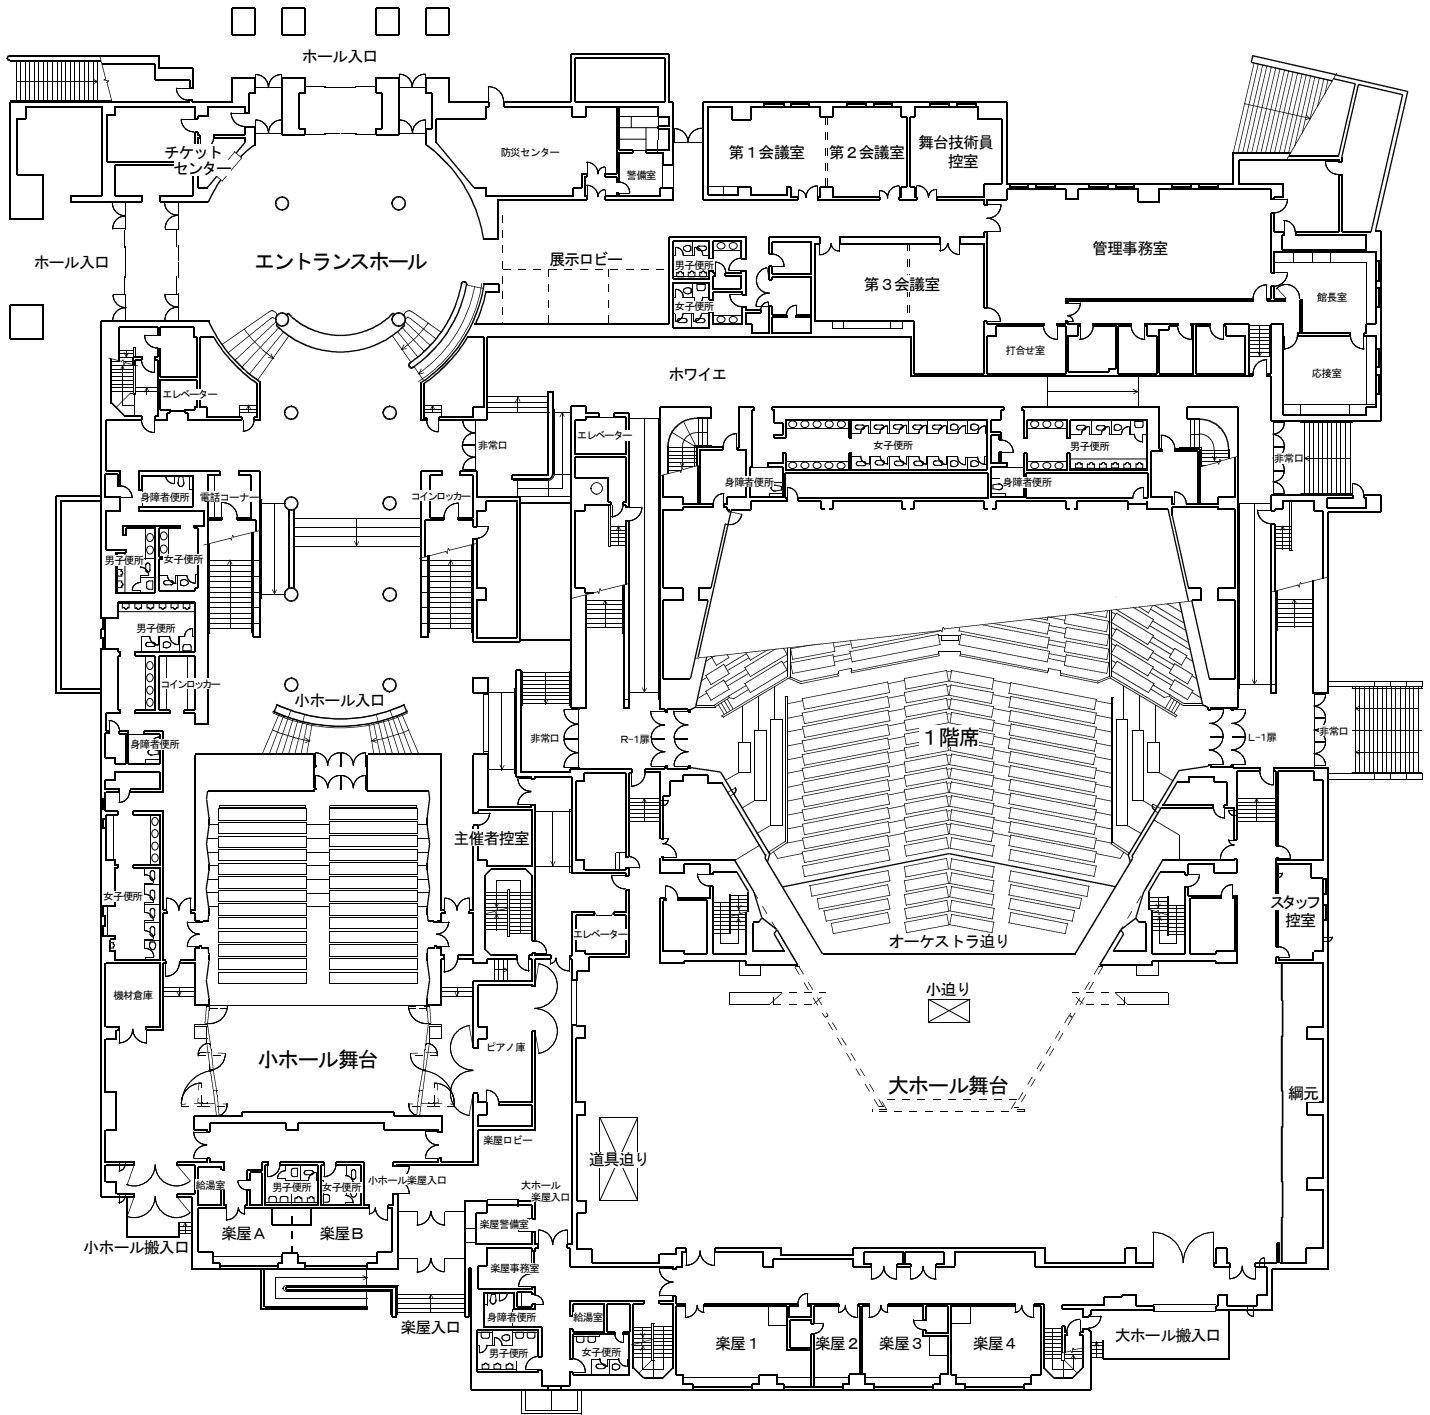 ホール入口
チケット
センター
防災センター
警備室
第1会議室
第2会議室
舞台技術員
控室
ホール入口
エントランスホール
展示ロビー
男子便所
女子便所
第3会議室
管理事務室
館長室
打合せ室
応接室
ホワイエ
エレベーター
エレベーター
非常口
女子便所
男子便所
非常口
身障者便所
電話コーナー
コインロッカー
身障者便所
身障者便所
男子便所
女子便所
男子便所
コインロッカー
小ホール入口
身障者便所
非常口
R-1扉
1階席
L-1扉
非常口
主催者控室
女子便所
スタッフ
控室
エレベーター
オーケストラ迫り
機材倉庫
小迫り
ピアノ庫
小ホール舞台
大ホール舞台
綱元
楽屋ロビー
道具迫り
給湯室
男子便所
女子便所
小ホール楽屋入口
大ホール
楽屋入口
楽屋A
楽屋B
楽屋警備室
小ホール搬入口
楽屋事務室
身障者便所
給湯室
楽屋入口
男子便所
女子便所
楽屋1
楽屋2
楽屋3
楽屋4
大ホール搬入口